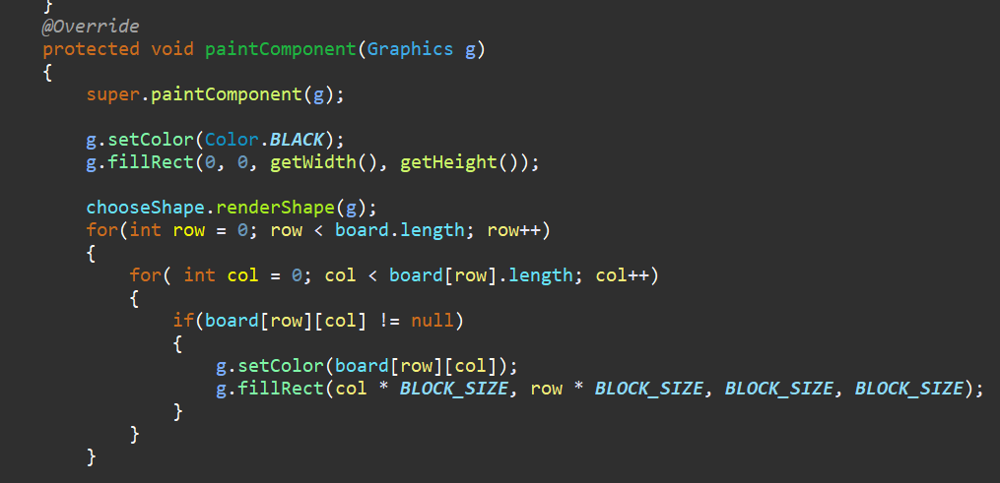 }
@Override
protected void paintComponent(Graphics g)
{
super.paintComponent(g);
g.setColor(Color.BLACK);
g.fillRect(0, 0, getWidth(), getHeight());
chooseShape.renderShape(g);
for(int row = 0; row < board.length; row++)
{
for( int col = 0; col < board[row].length; col++)
{
if(board[row][col] != null)
{
g.setColor(board[row][col]);
g.fillRect(col * BLOCK_SIZE, row * BLOCK_SIZE, BLOCK_SIZE, BLOCK_SIZE);
}
}
}